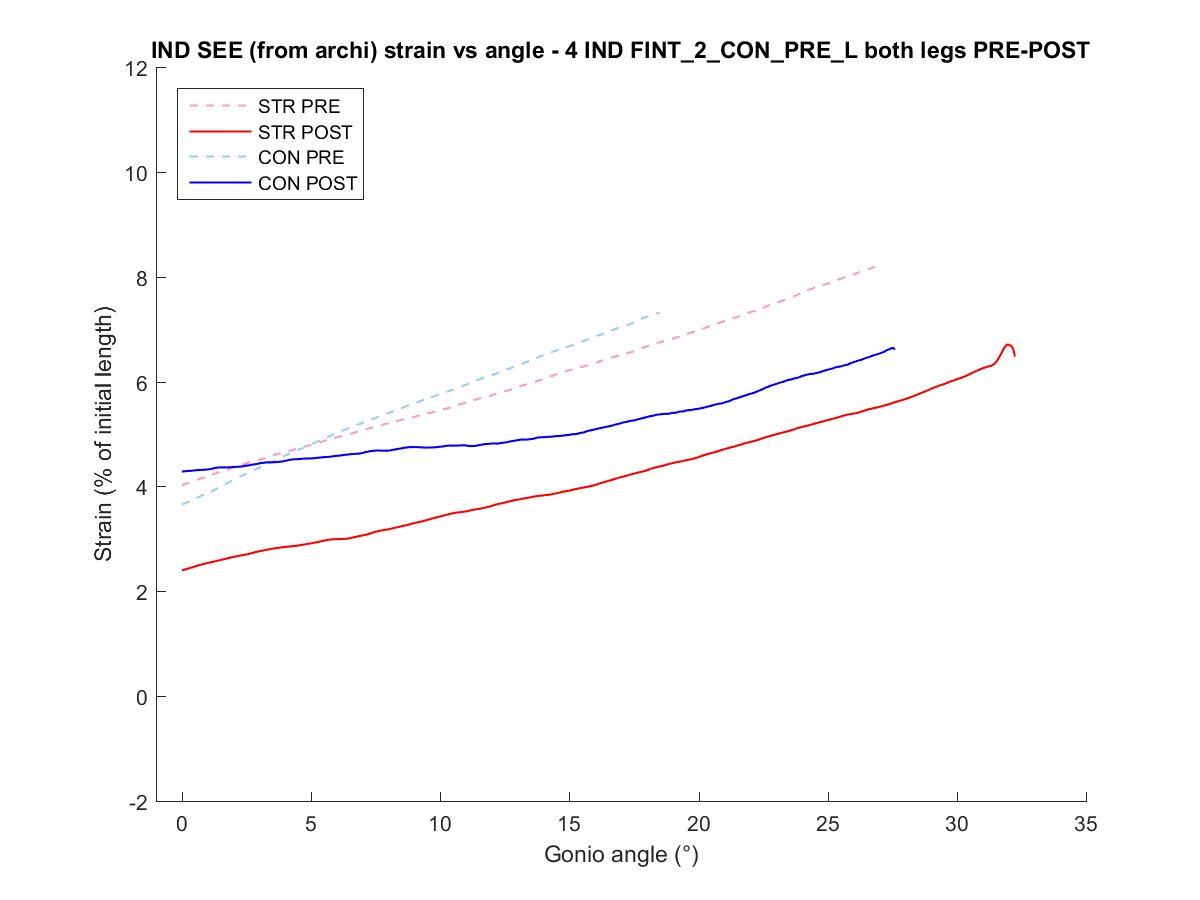 IND SEE (from archi) strain vs angle - 4 IND FINT_2_CON_PRE_L both legs PRE-POST
12
10
8
6
4
2
0
-2
Strain (% of initial length)
STR PRE
STR POST
CON PRE
CON POST
0 5 10 15 20 25 30 35
Gonio angle (°)